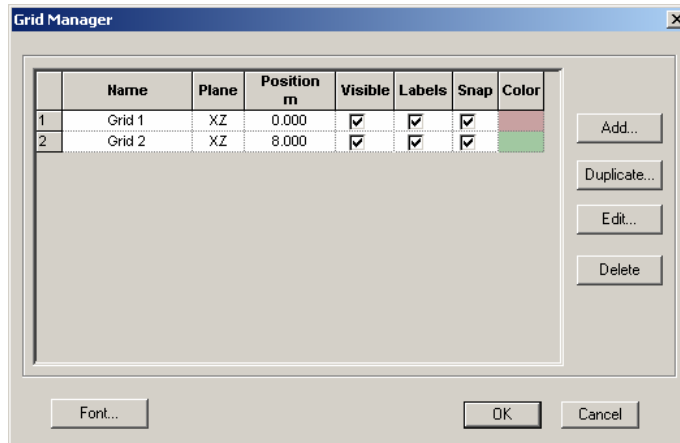 Grid Manager
Name Plane Position m Visible Labels Snap Color
1 Grid 1 XZ 0.000
2 Grid 2 XZ 8.000
Add...
Duplicate...
Edit...
Delete
Font... OK Cancel